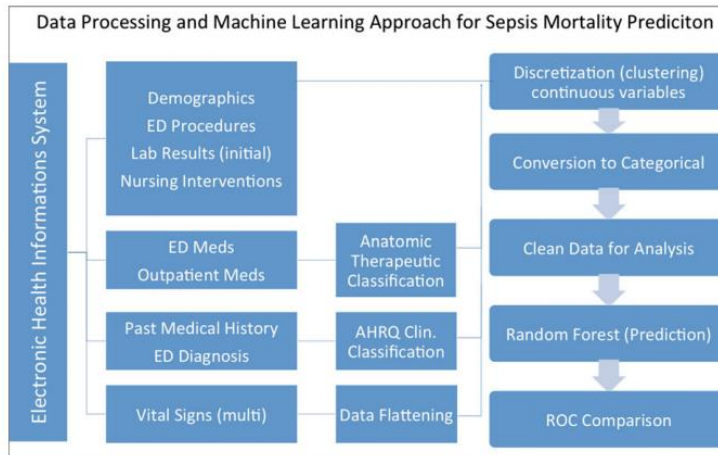 Data Processing and Machine Learning Approach for Sepsis Mortality Prediciton
Electronic Health Informations System
Demographics
ED Procedures
Lab Results (initial)
Nursing Interventions
ED Meds
Outpatient Meds
Anatomic
Therapeutic
Classification
Past Medical History
ED Diagnosis
AHRQ Clin.
Classification
Vital Signs (multi)
Data Flattening
Discretization (clustering)
continuous variables
Conversion to Categorical
Clean Data for Analysis
Random Forest (Prediction)
ROC Comparison